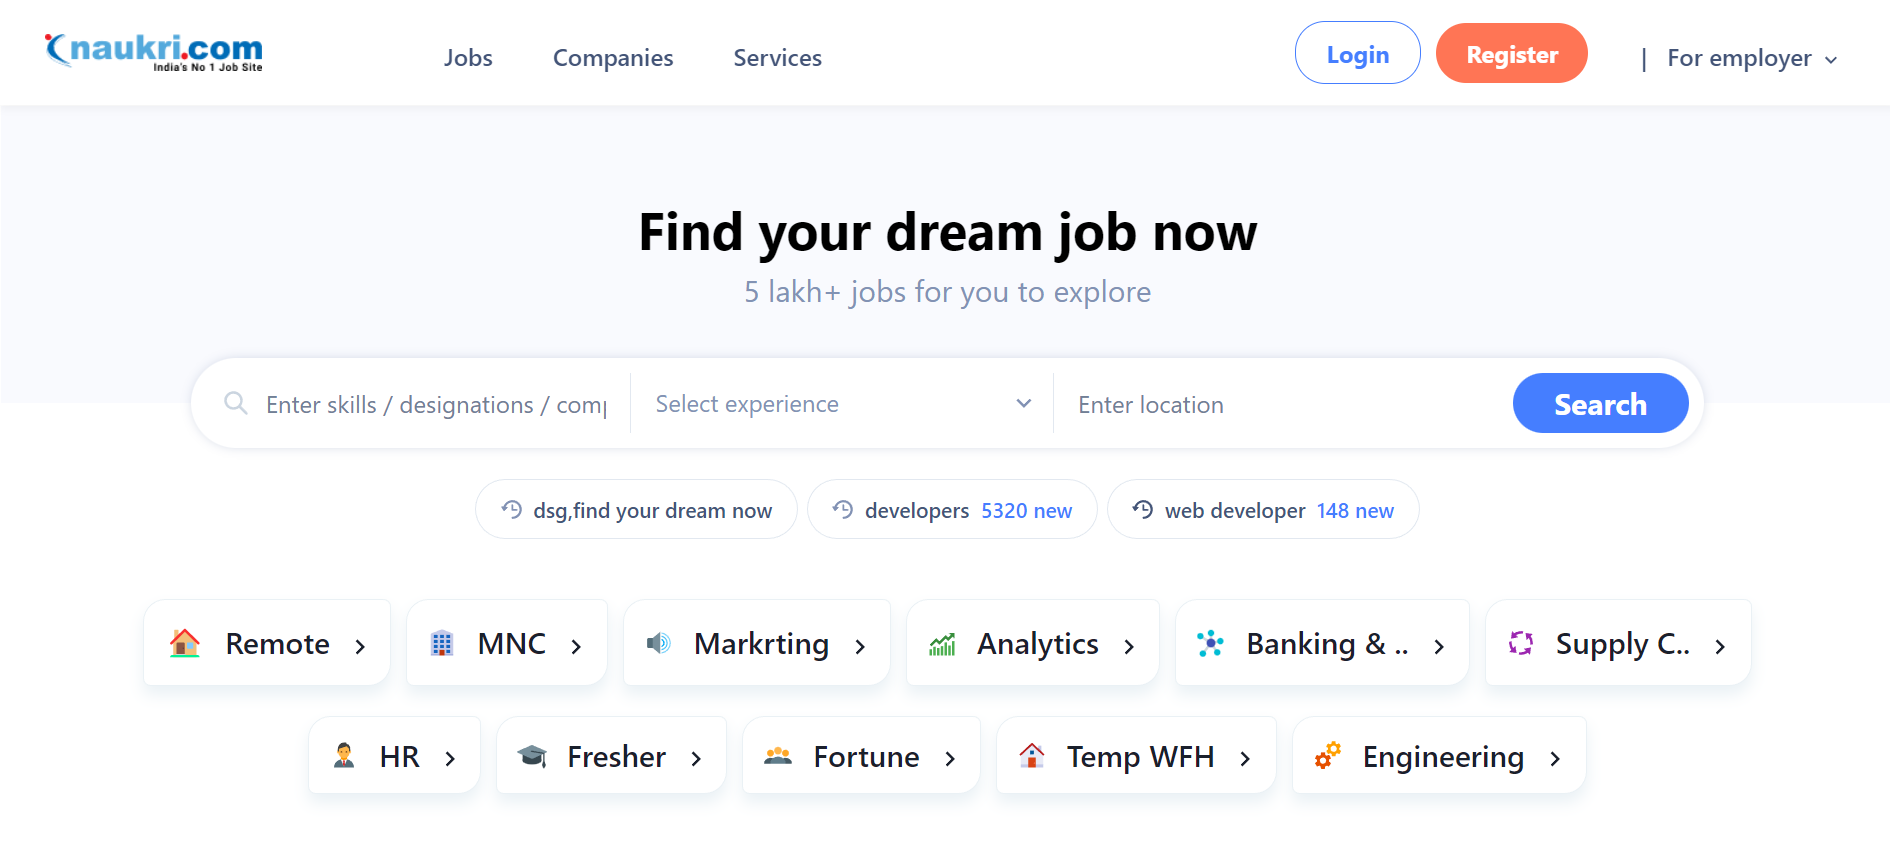 naukri.com
India's No 1 Job Site
Jobs
Companies
Services
Login
Register
| For employer
Find your dream job now
5 lakh+ jobs for you to explore
Enter skills / designations / comp
Select experience
Enter location
Search
dsg,find your dream now
developers 5320 new
web developer 148 new
Remote
MNC
Markrting
Analytics
Banking & ..
Supply C..
HR
Fresher
Fortune
Temp WFH
Engineering